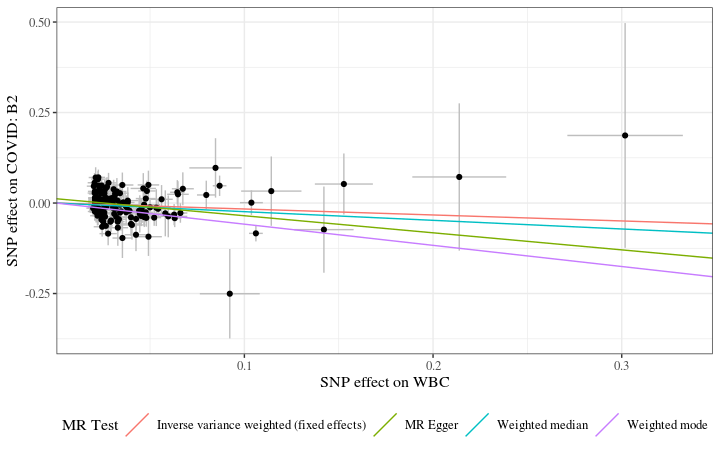 0.50
0.25
0.00
-0.25
SNP effect on COVID: B2
0.1 0.2 0.3
SNP effect on WBC
MR Test Inverse variance weighted (fixed effects) MR Egger Weighted median Weighted mode